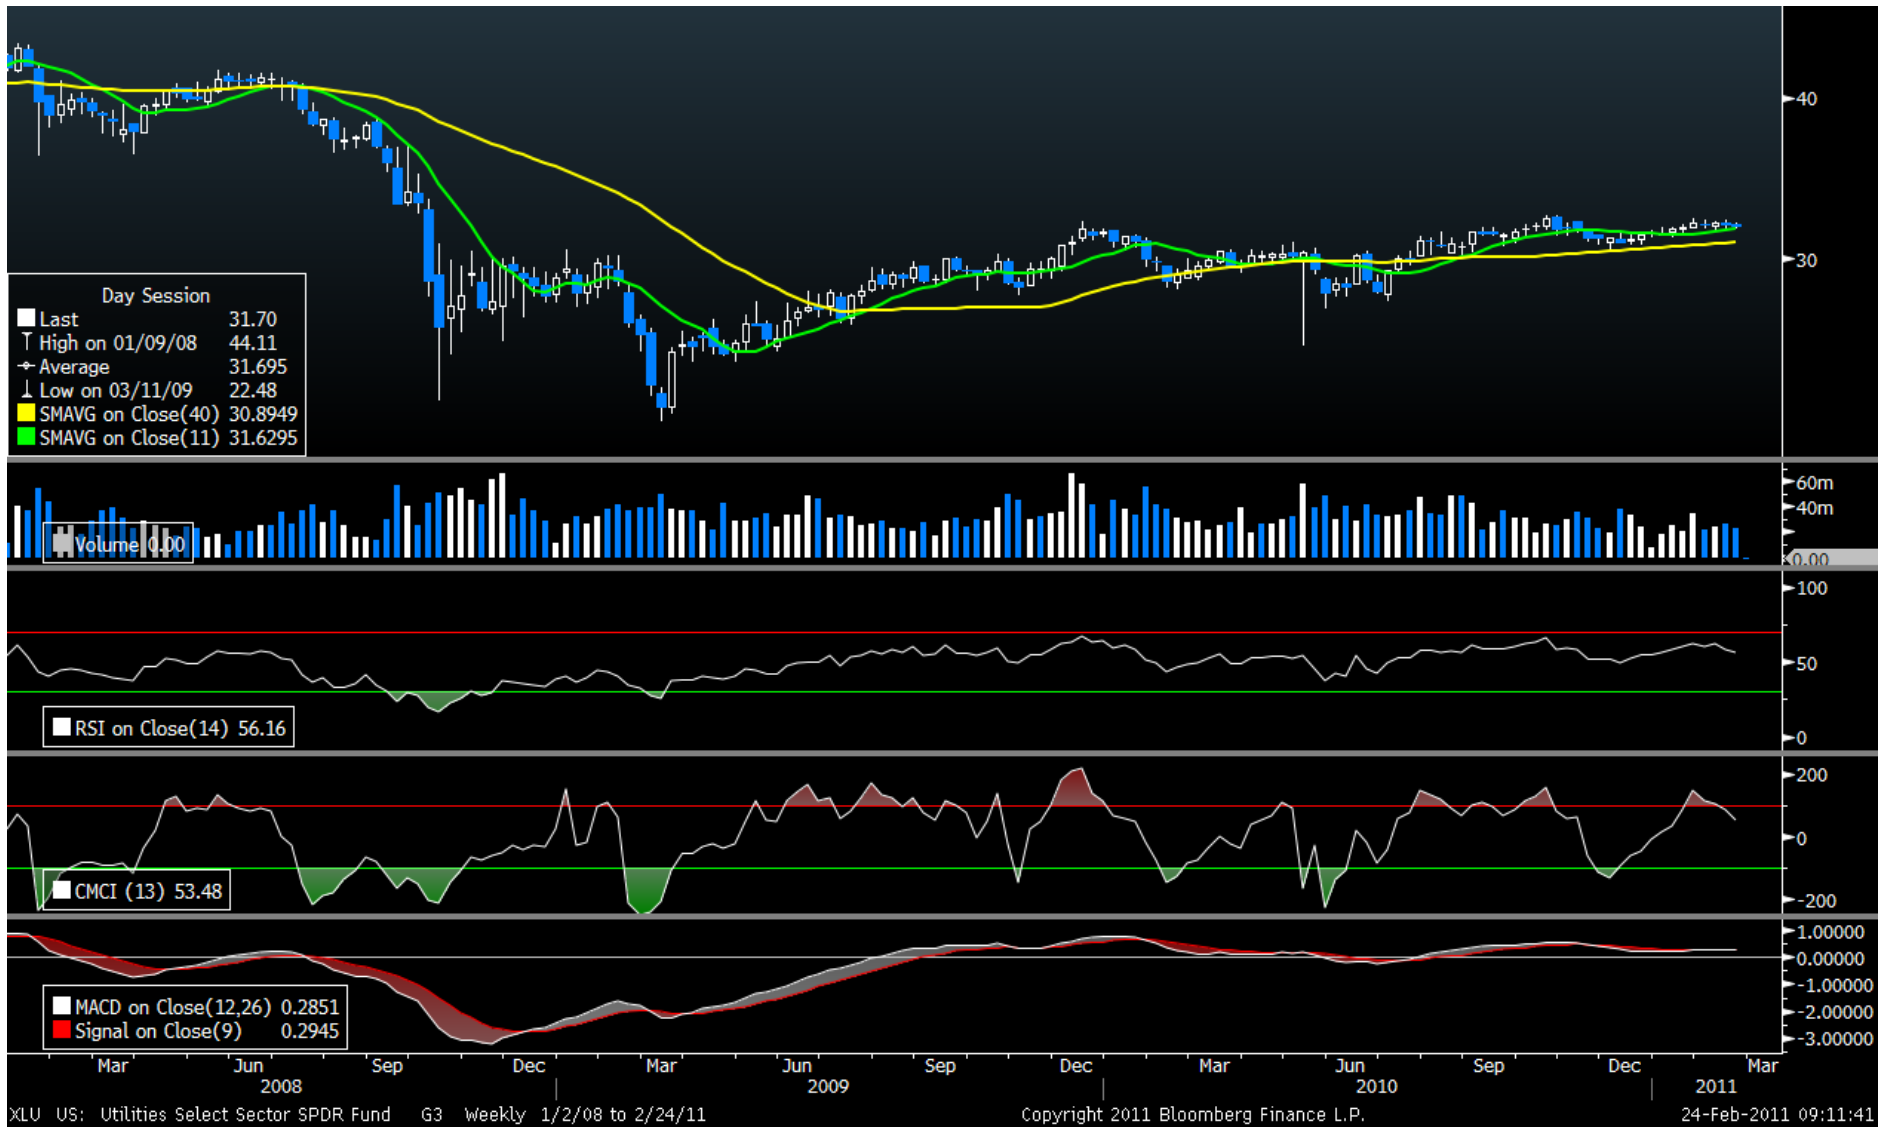 40
30
Day Session
Last 31.70
High on 01/09/08 44.11
Average 31.695
Low on 03/11/09 22.48
SMAVG on Close(40) 30.8949
SMAVG on Close(11) 31.6295
60m
40m
Volume 0.00
0.00
100
50
0
RSI on Close(14) 56.16
200
0
-200
CMCI (13) 53.48
1.00000
0.00000
-1.00000
-2.00000
-3.00000
MACD on Close(12,26) 0.2851
Signal on Close(9) 0.2945
Mar Jun Sep Dec Mar Jun Sep Dec Mar Jun Sep Dec Mar
2008 2009 2010 2011
XLU US: Utilities Select Sector SPDR Fund G3 Weekly 1/2/08 to 2/24/11 Copyright 2011 Bloomberg Finance L.P. 24-Feb-2011 09:11:41